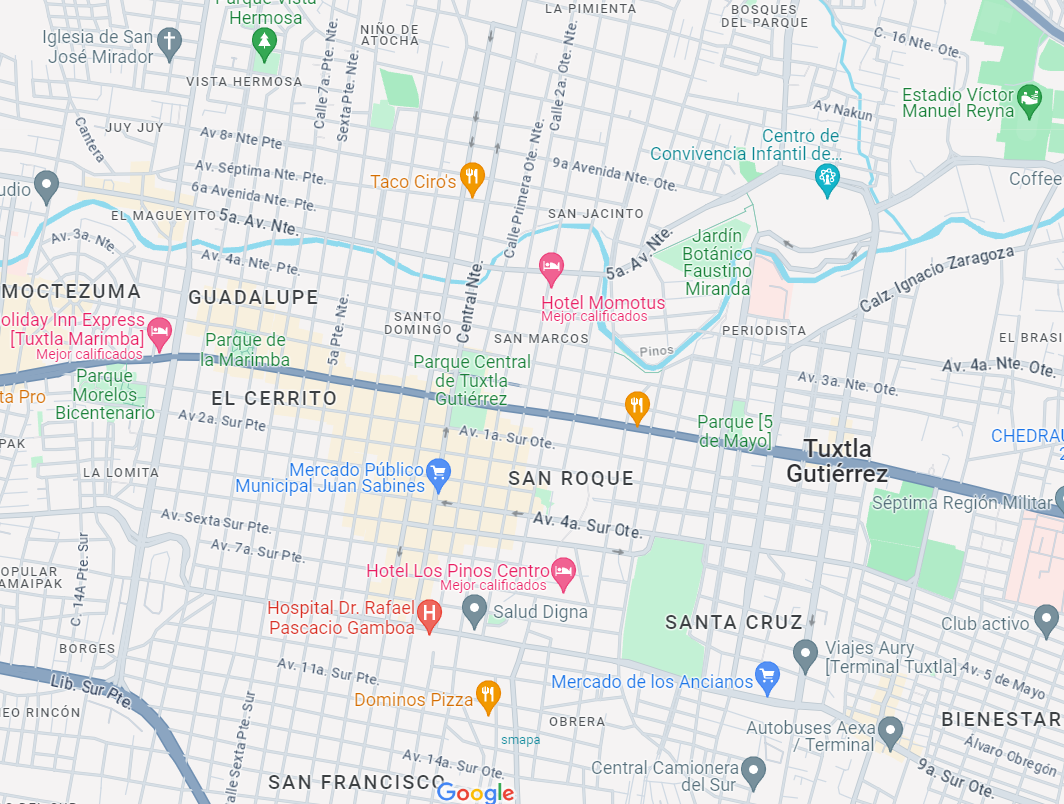 Parque Vista
Hermosa
LA PIMIENTA
BOSQUES
DEL PARQUE
Iglesia de San
José Mirador
NIÑO DE
ATOCHA
C. 16 Nte. Ote.
VISTA HERMOSA
Calle 7a. Pte. Nte.
Sexta Pte. Nte.
Calle 2a. Ote. Nte.
Estadio Víctor
Manuel Reyna
Av Nakun
Cantera
JUY JUY
Av 8ª Nte Pte
Centro de
Convivencia Infantil de...
Av. Séptima Nte. Pte.
Taco Ciro's
9a Avenida Nte. Ote.
Coffee
udio
6a Avenida Nte. Pte.
Calle Primera Ote. Nte.
EL MAGUEYITO
5a. Av. Nte.
SAN JACINTO
Av. 3a. Nte.
5a. Av. Nte.
Jardín
Botánico
Faustino
Miranda
Av. 4a. Nte. Pte.
Calz. Ignacio Zaragoza
MOCTEZUMA
GUADALUPE
Central Nte.
Hotel Momotus
Mejor calificados
5a Pte. Nte.
SANTO
DOMINGO
oliday Inn Express
[Tuxtla Marimba]
Mejor calificados
Parque de
la Marimba
SAN MARCOS
PERIODISTA
EL BRASI
Pinos
Parque Central
de Tuxtla
Gutiérrez
Av. 4a. Nte. Ote.
Parque
Morelos
Bicentenario
Av. 3a. Nte. Ote.
ta Pro
EL CERRITO
Av 2a. Sur Pte
Parque [5
de Mayo]
Av. 1a. Sur Ote.
CHEDRAU
2
PAK
Tuxtla
Gutiérrez
LA LOMITA
Mercado Público
Municipal Juan Sabines
SAN ROQUE
Séptima Región Militar
Av. Sexta Sur Pte.
Av. 4a. Sur Ote.
Av. 7a. Sur Pte.
C. 14A Pte. Sur
OPULAR
AMAIPAK
Hotel Los Pinos Centro
Mejor calificados
Hospital Dr. Rafael
Pascacio Gamboa
Salud Digna
SANTA CRUZ
Club activo
BORGES
Viajes Aury
[Terminal Tuxtla]
Av. 11a. Sur Pte.
Av. 5 de Mayo
Lib. Sur Pte.
Mercado de los Ancianos
Dominos Pizza
EO RINCÓN
OBRERA
BIENESTAR
Calle Sexta Pte. Sur
smapa
Autobuses Aexa
/ Terminal
Álvaro Obregón
Av. 14a. Sur Ote.
Central Camionera
del Sur
9a. Sur Ote.
SAN FRANCISCO
Google